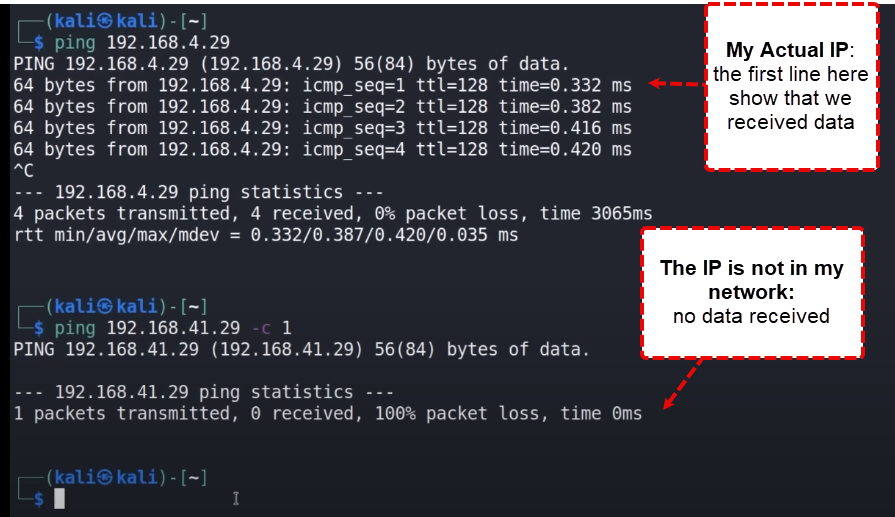 (kali㉿kali)-[~]
$ ping 192.168.4.29
PING 192.168.4.29 (192.168.4.29) 56(84) bytes of data.
64 bytes from 192.168.4.29: icmp_seq=1 ttl=128 time=0.332 ms
64 bytes from 192.168.4.29: icmp_seq=2 ttl=128 time=0.382 ms
64 bytes from 192.168.4.29: icmp_seq=3 ttl=128 time=0.416 ms
64 bytes from 192.168.4.29: icmp_seq=4 ttl=128 time=0.420 ms
^C
--- 192.168.4.29 ping statistics ---
4 packets transmitted, 4 received, 0% packet loss, time 3065ms
rtt min/avg/max/mdev = 0.332/0.387/0.420/0.035 ms
My Actual IP:
the first line here
show that we
received data
(kali㉿kali)-[~]
$ ping 192.168.41.29 -c 1
PING 192.168.41.29 (192.168.41.29) 56(84) bytes of data.
--- 192.168.41.29 ping statistics ---
1 packets transmitted, 0 received, 100% packet loss, time 0ms
The IP is not in my
network:
no data received
(kali㉿kali)-[~]
$